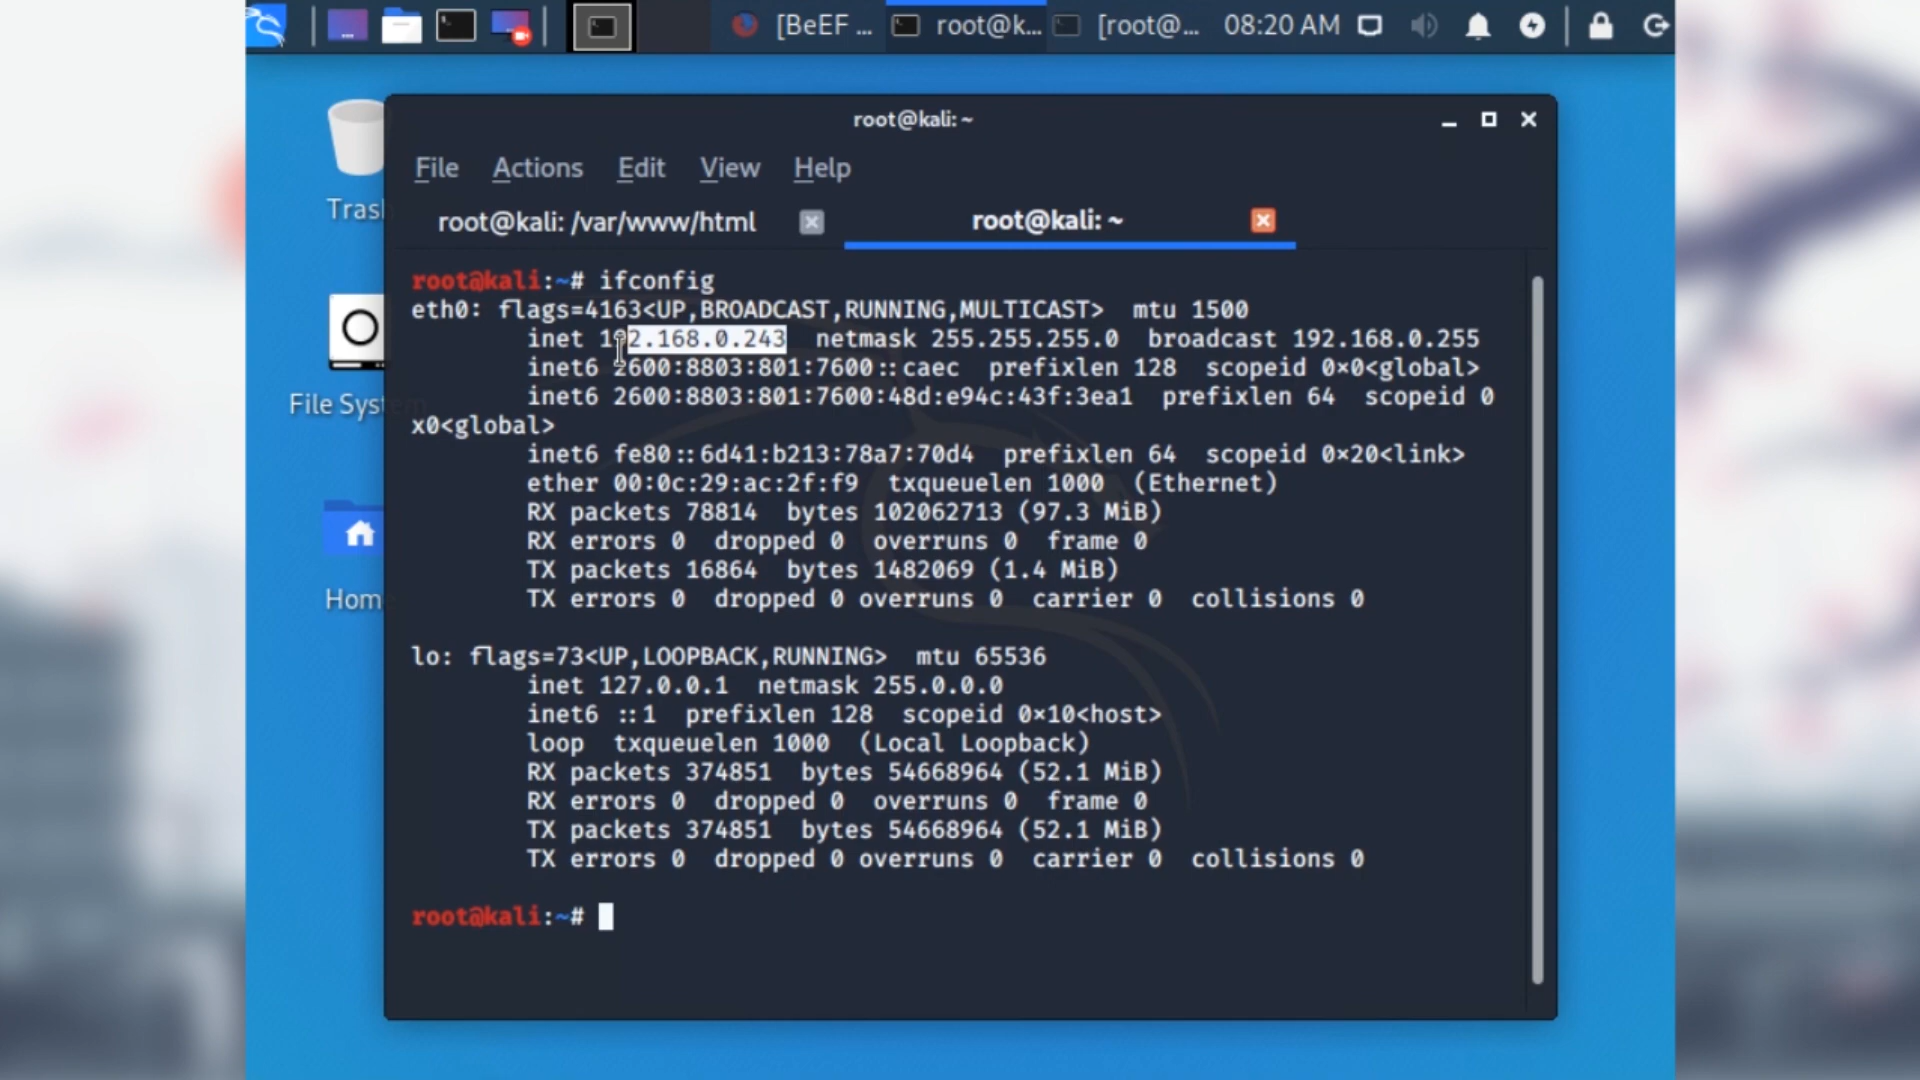 [BeEF ...
root@k...
[root@...
08:20 AM
root@kali: ~
File Actions Edit View Help
root@kali: /var/www/html
root@kali: ~
Trash
File Syst
Home
root@kali:~# ifconfig
eth0: flags=4163<UP,BROADCAST,RUNNING,MULTICAST>  mtu 1500
inet 192.168.0.243  netmask 255.255.255.0  broadcast 192.168.0.255
inet6 2600:8803:801:7600::caec  prefixlen 128  scopeid 0×0<global>
inet6 2600:8803:801:7600:48d:e94c:43f:3ea1  prefixlen 64  scopeid 0
x0<global>
inet6 fe80::6d41:b213:78a7:70d4  prefixlen 64  scopeid 0×20<link>
ether 00:0c:29:ac:2f:f9  txqueuelen 1000  (Ethernet)
RX packets 78814  bytes 102062713 (97.3 MiB)
RX errors 0  dropped 0  overruns 0  frame 0
TX packets 16864  bytes 1482069 (1.4 MiB)
TX errors 0  dropped 0 overruns 0  carrier 0  collisions 0
lo: flags=73<UP,LOOPBACK,RUNNING>  mtu 65536
inet 127.0.0.1  netmask 255.0.0.0
inet6 ::1  prefixlen 128  scopeid 0×10<host>
loop  txqueuelen 1000  (Local Loopback)
RX packets 374851  bytes 54668964 (52.1 MiB)
RX errors 0  dropped 0  overruns 0  frame 0
TX packets 374851  bytes 54668964 (52.1 MiB)
TX errors 0  dropped 0 overruns 0  carrier 0  collisions 0
root@kali:~#